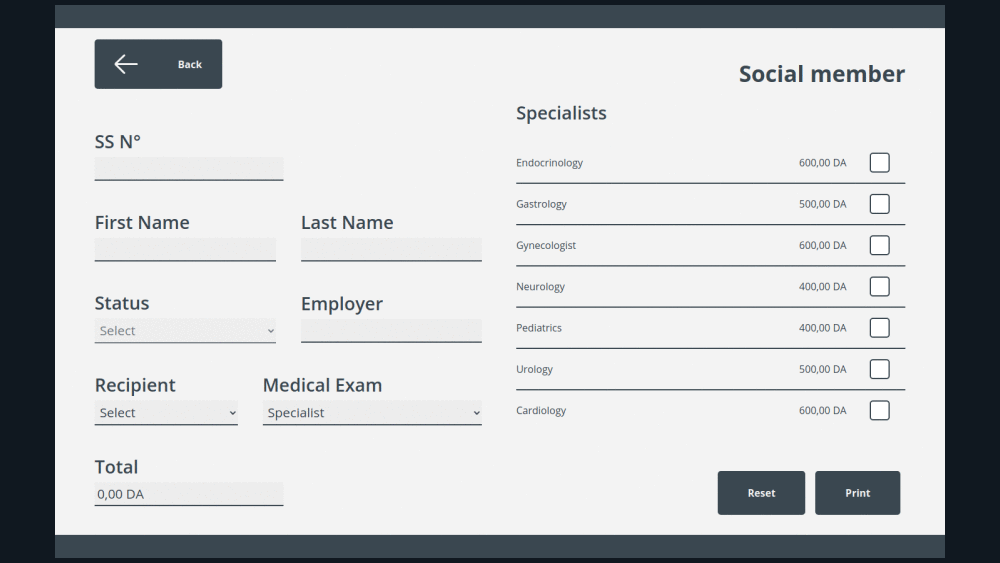 Back
Social member
SS N°
First Name
Last Name
Status
Select
Employer
Recipient
Select
Medical Exam
Specialist
Total
0,00 DA
Specialists
Endocrinology 600,00 DA
Gastrology 500,00 DA
Gynecologist 600,00 DA
Neurology 400,00 DA
Pediatrics 400,00 DA
Urology 500,00 DA
Cardiology 600,00 DA
Reset
Print